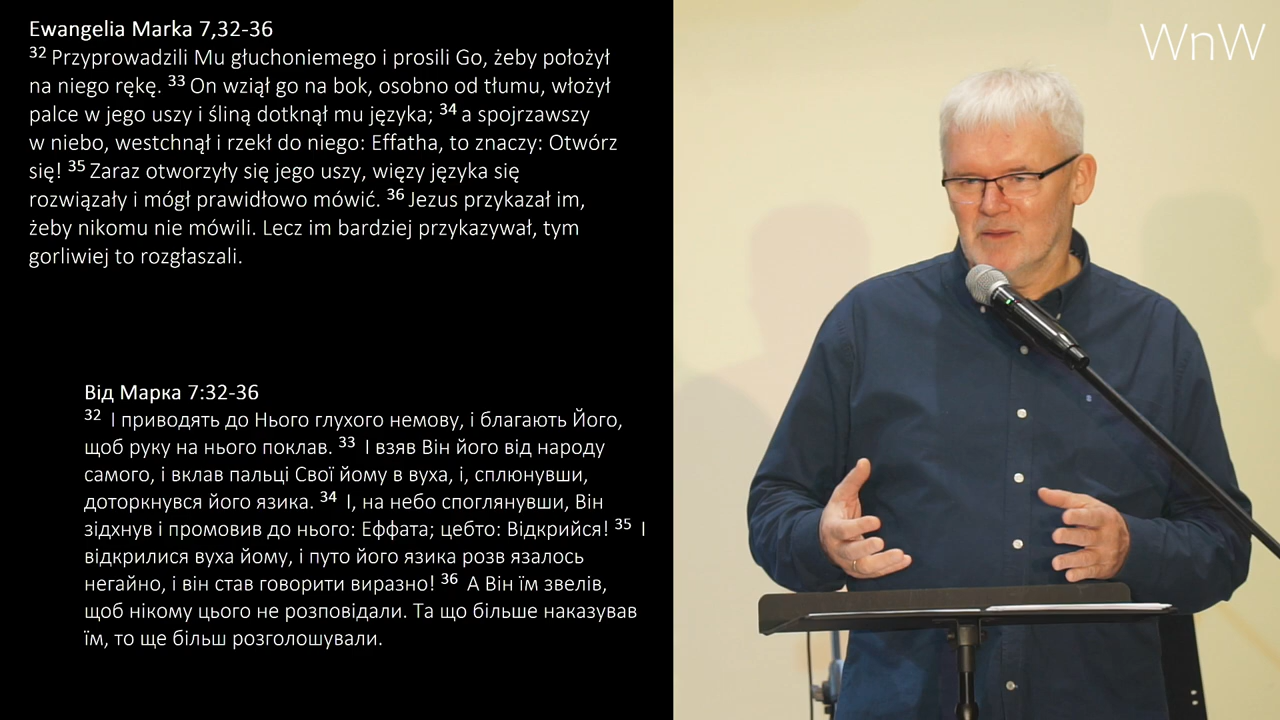 Ewangelia Marka 7,32-36
32 Przyprowadzili Mu głuchoniemego i prosili Go, żeby położył
na niego rękę. 33 On wziął go na bok, osobno od tłumu, włożył
palce w jego uszy i śliną dotknął mu języka; 34 a spojrzawszy
w niebo, westchnął i rzekł do niego: Effatha, to znaczy: Otwórz
się! 35 Zaraz otworzyły się jego uszy, więzy języka się
rozwiązały i mógł prawidłowo mówić. 36 Jezus przykazał im,
żeby nikomu nie mówili. Lecz im bardziej przykazywał, tym
gorliwiej to rozgłaszali.
Від Марка 7:32-36
32 І приводять до Нього глухого немову, і благають Його,
щоб руку на нього поклав. 33 І взяв Він його від народу
самого, і вклав пальці Свої йому в вуха, і, сплюнувши,
доторкнувся його язика. 34 І, на небо споглянувши, Він
зідхнув і промовив до нього: Еффата; цебто: Відкрийся! 35 І
відкрилися вуха йому, і путо його язика розв язалось
негайно, і він став говорити виразно! 36 А Він їм звелів,
щоб нікому цього не розповідали. Та що більше наказував
їм, то ще більш розголошували.
WnW